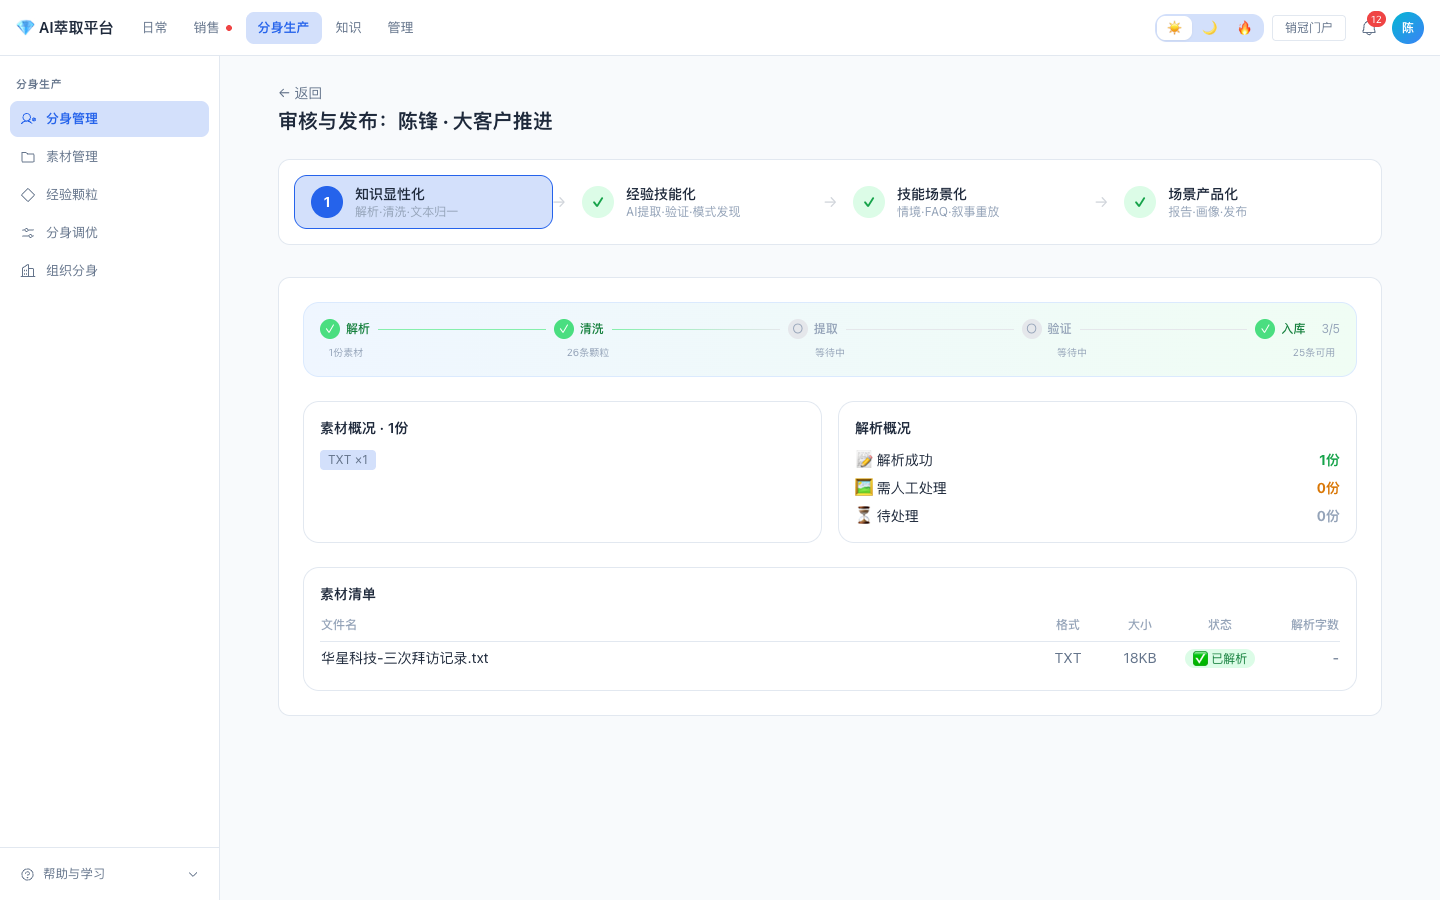 AI萃取平台
日常
销售
分身生产
知识
管理
销冠门户
12
陈
分身生产
分身管理
素材管理
经验颗粒
分身调优
组织分身
帮助与学习
← 返回
审核与发布：陈锋 · 大客户推进
1
知识显性化
解析·清洗·文本归一
经验技能化
AI提取·验证·模式发现
技能场景化
情境·FAQ·叙事重放
场景产品化
报告·画像·发布
解析
1份素材
清洗
26条颗粒
提取
等待中
验证
等待中
入库
3/5
25条可用
素材概况 · 1份
TXT ×1
解析概况
解析成功
1份
需人工处理
0份
待处理
0份
素材清单
文件名 格式 大小 状态 解析字数
华星科技-三次拜访记录.txt TXT 18KB 已解析 -